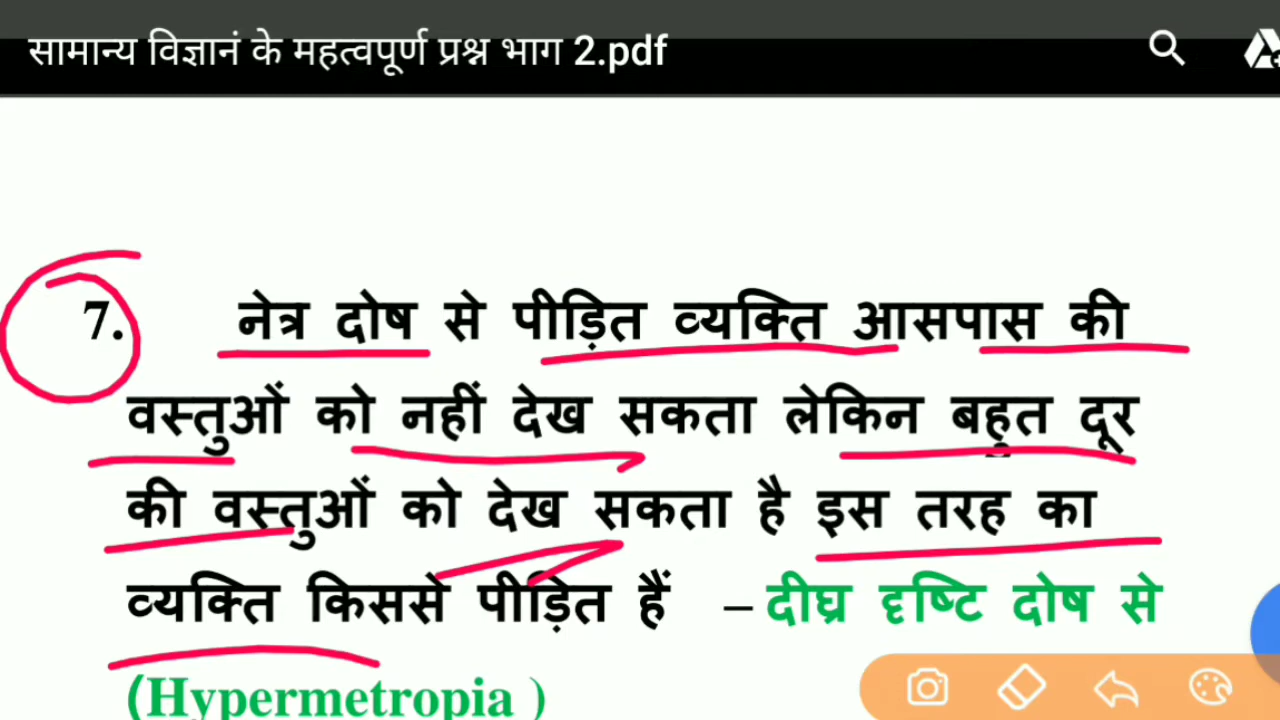 सामान्य विज्ञानं के महत्वपूर्ण प्रश्न भाग 2.pdf
7. नेत्र दोष से पीड़ित व्यक्ति आसपास की
वस्तुओं को नहीं देख सकता लेकिन बहुत दूर
की वस्तुओं को देख सकता है इस तरह का
व्यक्ति किससे पीड़ित हैं – दीघ्र दृष्टि दोष से
(Hypermetropia )